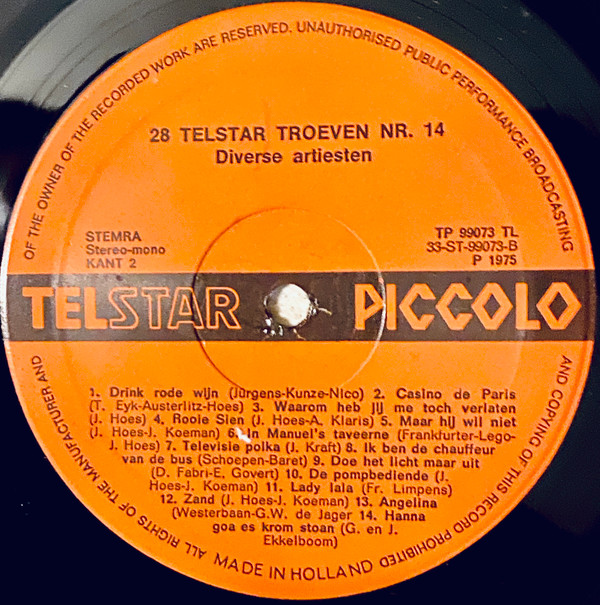 OF THE OWNER OF THE RECORDED WORK ARE RESERVED. UNAUTHORISED PUBLIC PERFORMANCE BROADCASTING
28 TELSTAR TROEVEN NR. 14
Diverse artiesten
STEMRA
Stereo-mono
KANT 2
TP 99073 TL
33-ST-99073-B
P 1975
TELSTAR PICCOLO
1. Drink rode wijn (Jürgens-Kunze-Nico) 2. Casino de Paris
(T. Eyk-Austerlitz-Hoes) 3. Waarom heb jij me toch verlaten
(J. Hoes) 4. Rooie Sien (J. Hoes-A. Klaris) 5. Maar hij wil niet
(J. Hoes-J. Koeman) 6. In Manuel's taveerne (Frankfurter-Lego-
J. Hoes) 7. Televisie polka (J. Kraft) 8. Ik ben de chauffeur
van de bus (Schoepen-Baret) 9. Doe het licht maar uit
(D. Fabri-E. Govert) 10. De pompbediende (J.
Hoes-J. Koeman) 11. Lady lala (Fr. Limpens)
12. Zand (J. Hoes-J. Koeman) 13. Angelina
(Westerbaan-G.W. de Jager 14. Hanna
goa es krom stoan (G. en J.
Ekkelboom)
AND COPYING OF THIS RECORD PROHIBITED
ALL RIGHTS OF THE MANUFACTURER AND
MADE IN HOLLAND